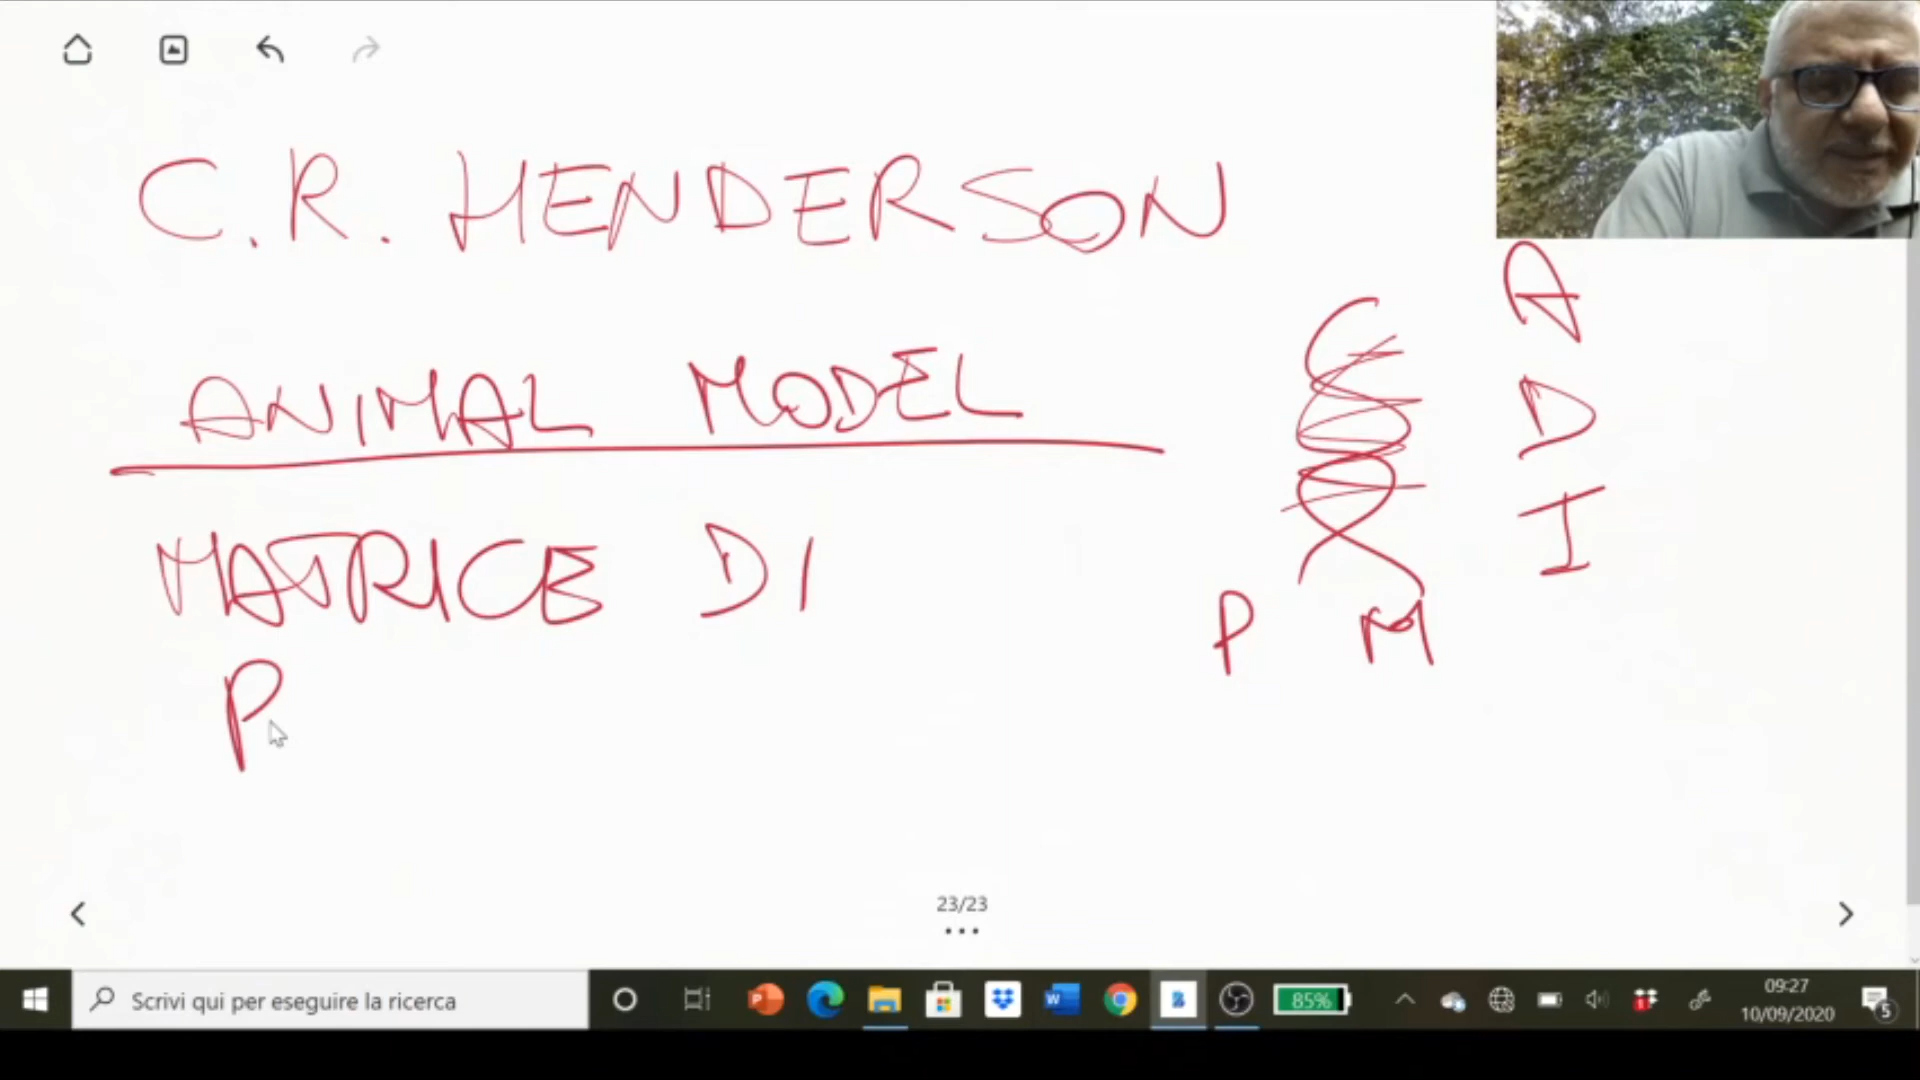 C.R. HENDERSON
ANIMAL MODEL
MATRICE DI
P
P M
A
D
I
23/23
Scrivi qui per eseguire la ricerca
85%
09:27
10/09/2020
5